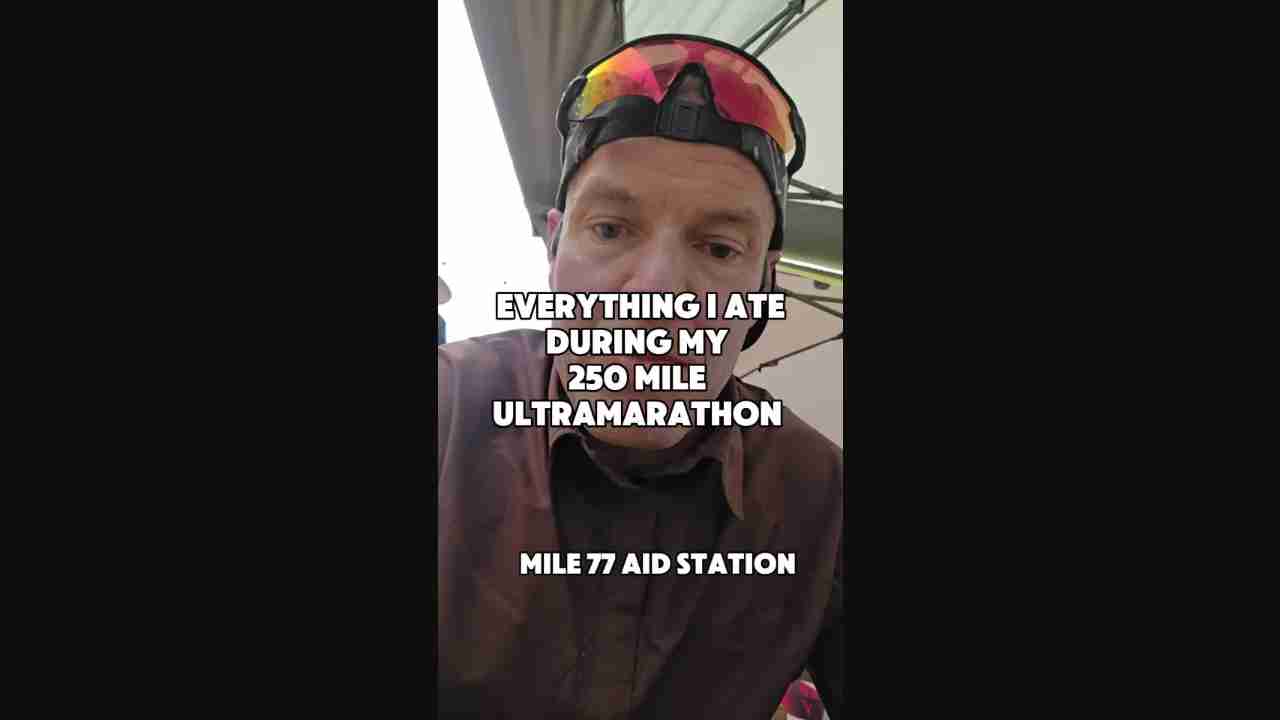 EVERYTHING I ATE
DURING MY
250 MILE
ULTRAMARATHON
MILE 77 AID STATION